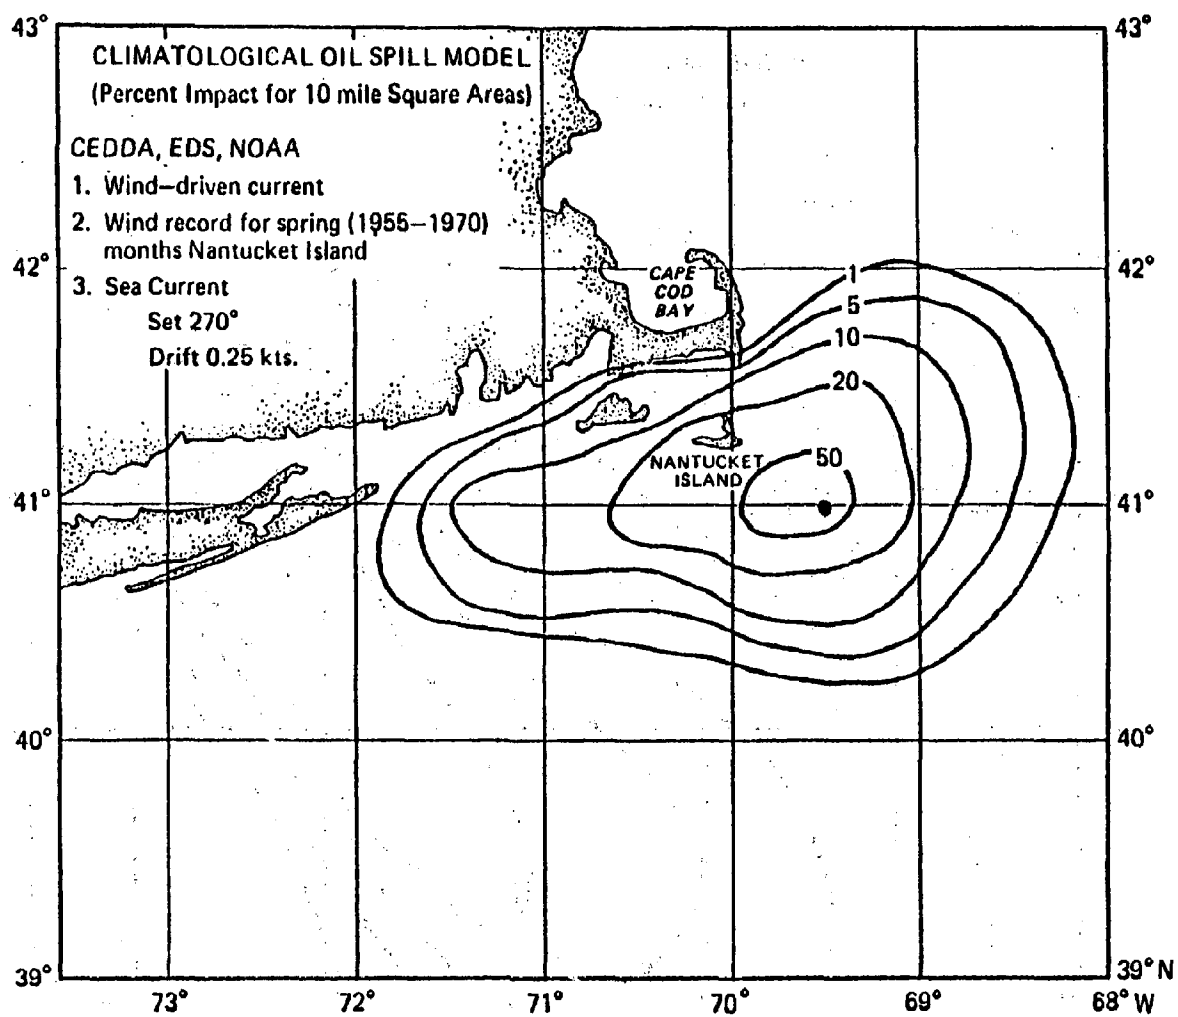 43°
43°
CLIMATOLOGICAL OIL SPILL MODEL
(Percent Impact for 10 mile Square Areas)
CEDDA, EDS, NOAA
1. Wind–driven current
2. Wind record for spring (1956–1970)
months Nantucket Island
3. Sea Current
Set 270°
Drift 0.25 kts.
42°
42°
CAPE
COD
BAY
1
5
10
20
50
NANTUCKET
ISLAND
41°
41°
40°
40°
39°
39° N
73°
72°
71°
70°
69°
68° W